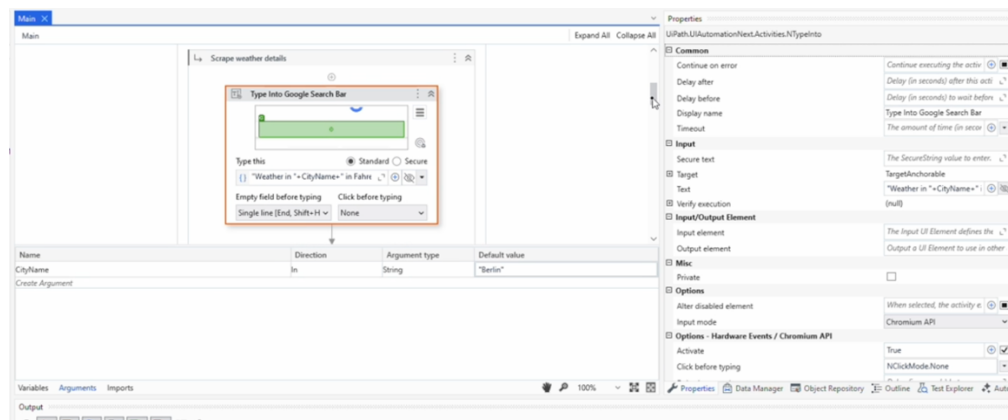 Main
Properties
Main Expand All Collapse All
UiPath.UIAutomationNext.Activities.NTypeInto
Scrape weather details
Common
Continue on error Continue executing the activ
Delay after Delay (in seconds) after this acti
Delay before Delay (in seconds) to wait before
Display name Type Into Google Search Bar
Timeout The amount of time (in secor
Type Into Google Search Bar
Type this Standard Secure
"Weather in "+CityName+" in Fahre
Empty field before typing Click before typing
Single line [End, Shift+H None
Input
Secure text The SecureString value to enter.
Target TargetAnchorable
Text "Weather in "+CityName+" i
Verify execution (null)
Input/Output Element
Input element The Input UI Element defines the
Output element Output a UI Element to use in other
Misc
Private
Options
Alter disabled element When selected, the activity e
Input mode Chromium API
Options - Hardware Events / Chromium API
Activate True
Click before typing NClickMode.None
Name Direction Argument type Default value
CityName In String "Berlin"
Create Argument
Variables Arguments Imports 100%
Properties Data Manager Object Repository Outline Test Explorer Auto
Output